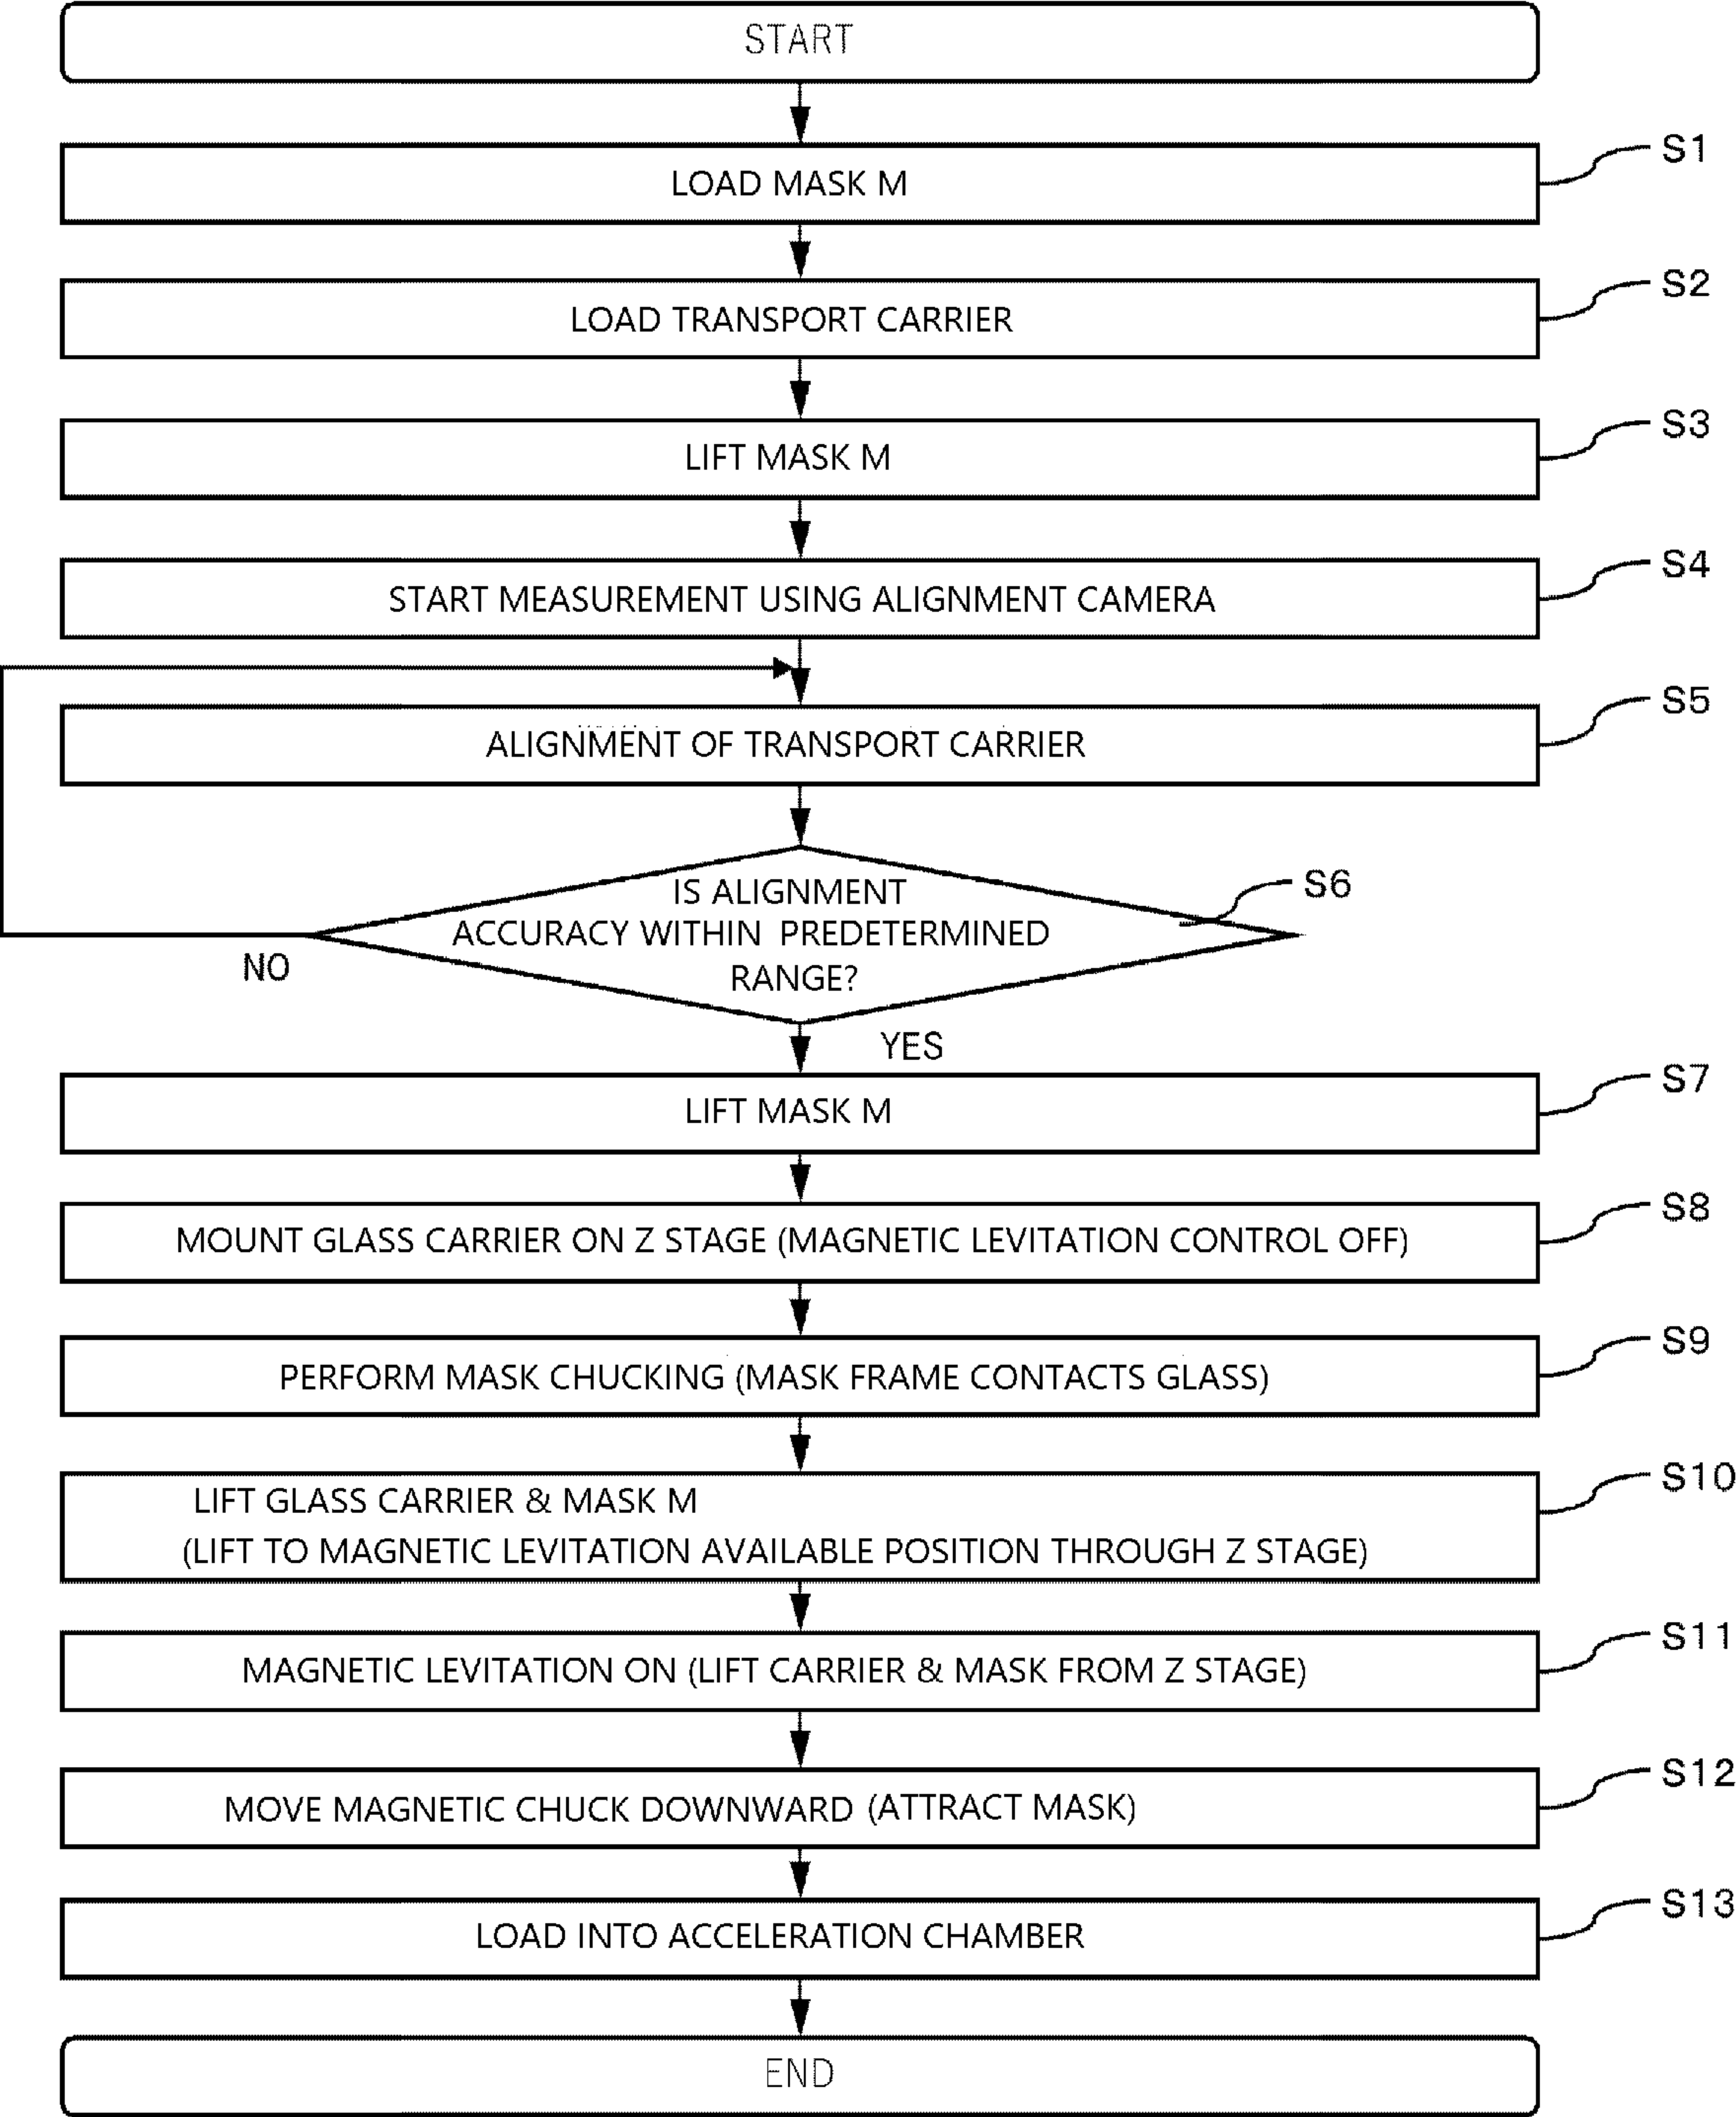 START
LOAD MASK M
S1
LOAD TRANSPORT CARRIER
S2
LIFT MASK M
S3
START MEASUREMENT USING ALIGNMENT CAMERA
S4
ALIGNMENT OF TRANSPORT CARRIER
S5
IS ALIGNMENT
ACCURACY WITHIN PREDETERMINED
RANGE?
S6
NO
YES
LIFT MASK M
S7
MOUNT GLASS CARRIER ON Z STAGE (MAGNETIC LEVITATION CONTROL OFF)
S8
PERFORM MASK CHUCKING (MASK FRAME CONTACTS GLASS)
S9
LIFT GLASS CARRIER & MASK M
(LIFT TO MAGNETIC LEVITATION AVAILABLE POSITION THROUGH Z STAGE)
S10
MAGNETIC LEVITATION ON (LIFT CARRIER & MASK FROM Z STAGE)
S11
MOVE MAGNETIC CHUCK DOWNWARD (ATTRACT MASK)
S12
LOAD INTO ACCELERATION CHAMBER
S13
END